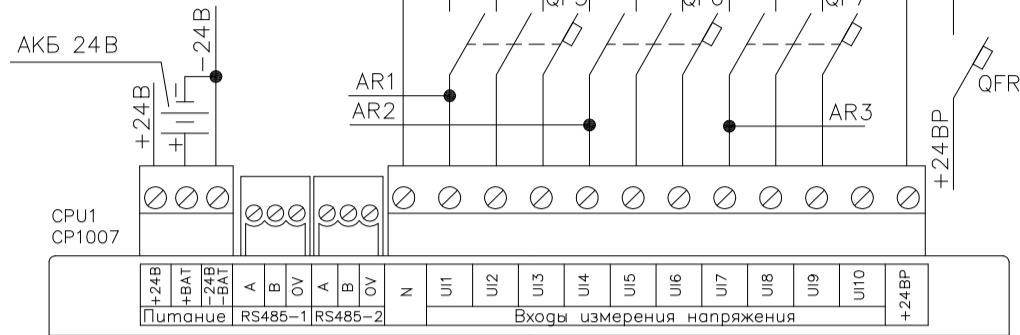 QF5
QF6
QF7
АКБ 24В
-24В
+24В
+
AR1
AR2
AR3
QFR
+24ВР
CPU1
CP1007
+24В
+BAT
-24В
-BAT
A
B
0V
A
B
0V
N
UI1
UI2
UI3
UI4
UI5
UI6
UI7
UI8
UI9
UI10
+24ВР
Питание
RS485-1
RS485-2
Входы измерения напряжения